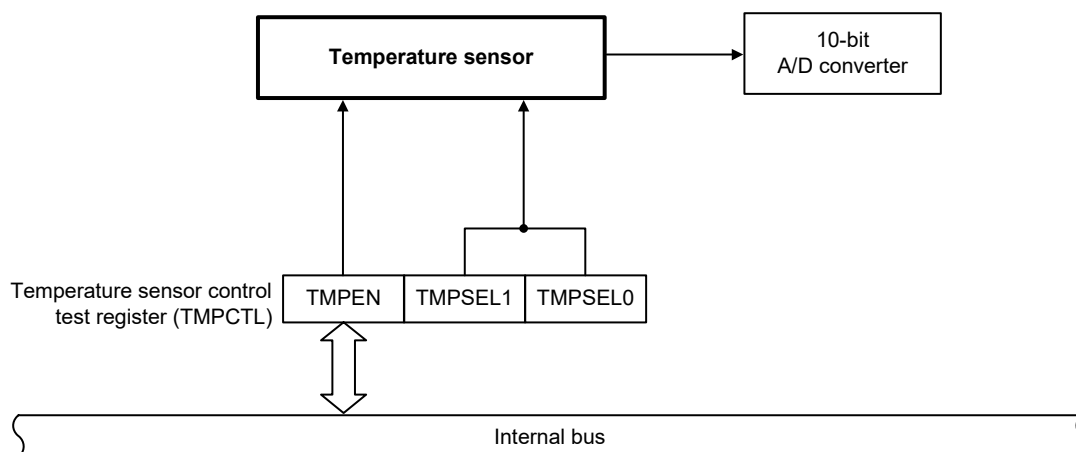 Temperature sensor
10-bit
A/D converter
Temperature sensor control
test register (TMPCTL)
TMPEN
TMPSEL1
TMPSEL0
Internal bus